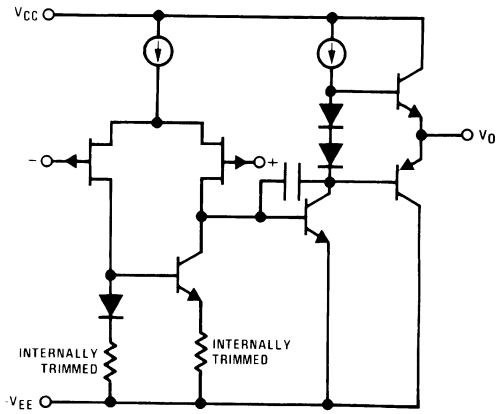 VCC
−
+
VO
INTERNALLY
TRIMMED
INTERNALLY
TRIMMED
-VEE